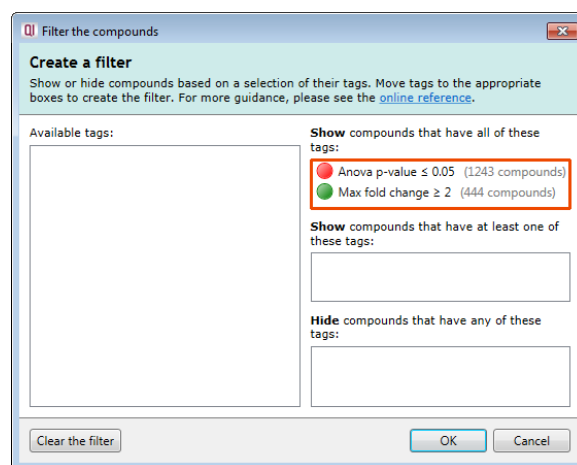 QI Filter the compounds
Create a filter
Show or hide compounds based on a selection of their tags. Move tags to the appropriate
boxes to create the filter. For more guidance, please see the online reference.
Available tags:
Show compounds that have all of these
tags:
Anova p-value ≤ 0.05 (1243 compounds)
Max fold change ≥ 2 (444 compounds)
Show compounds that have at least one of
these tags:
Hide compounds that have any of these
tags:
Clear the filter
OK
Cancel